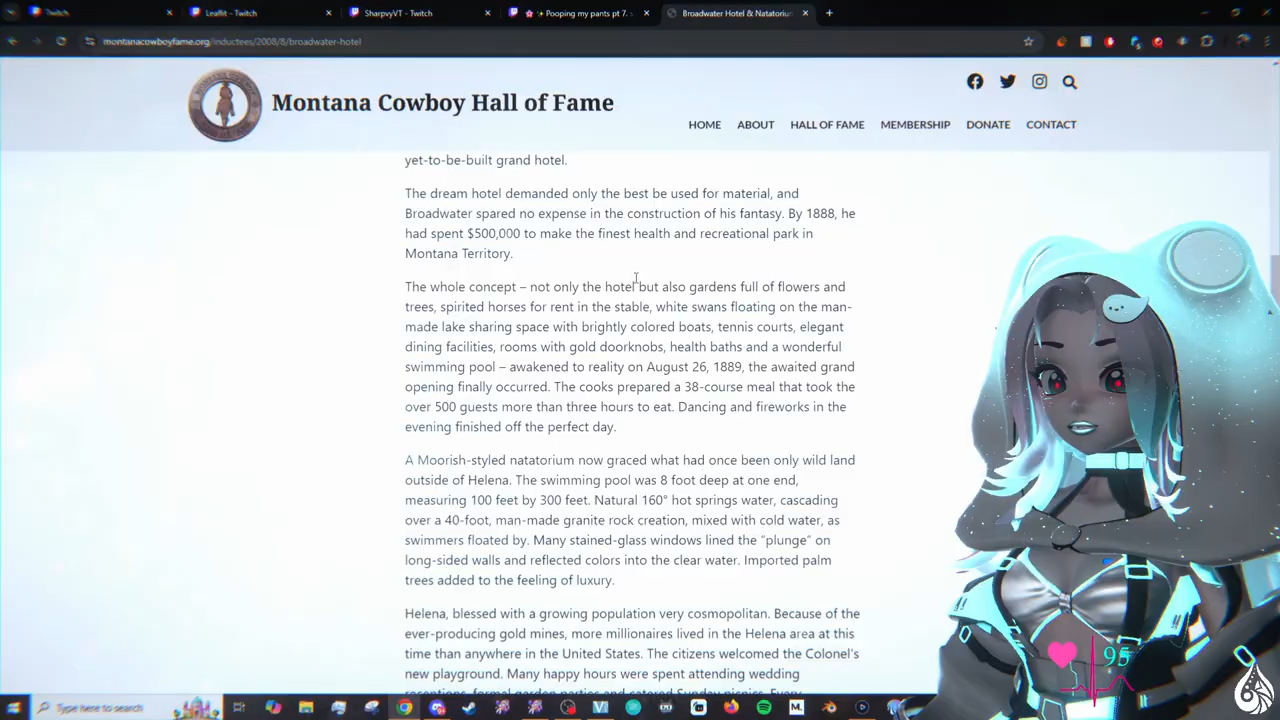 Twitch
Leaflit - Twitch
SharpvyVT - Twitch
Pooping my pants pt 7. s
Broadwater Hotel & Natatorium
montanacowboyfame.org/inductees/2008/8/broadwater-hotel
Montana Cowboy Hall of Fame
HOME ABOUT HALL OF FAME MEMBERSHIP DONATE CONTACT
yet-to-be-built grand hotel.
The dream hotel demanded only the best be used for material, and
Broadwater spared no expense in the construction of his fantasy. By 1888, he
had spent $500,000 to make the finest health and recreational park in
Montana Territory.
The whole concept – not only the hotel but also gardens full of flowers and
trees, spirited horses for rent in the stable, white swans floating on the man-
made lake sharing space with brightly colored boats, tennis courts, elegant
dining facilities, rooms with gold doorknobs, health baths and a wonderful
swimming pool – awakened to reality on August 26, 1889, the awaited grand
opening finally occurred. The cooks prepared a 38-course meal that took the
over 500 guests more than three hours to eat. Dancing and fireworks in the
evening finished off the perfect day.
A Moorish-styled natatorium now graced what had once been only wild land
outside of Helena. The swimming pool was 8 foot deep at one end,
measuring 100 feet by 300 feet. Natural 160° hot springs water, cascading
over a 40-foot, man-made granite rock creation, mixed with cold water, as
swimmers floated by. Many stained-glass windows lined the “plunge” on
long-sided walls and reflected colors into the clear water. Imported palm
trees added to the feeling of luxury.
Helena, blessed with a growing population very cosmopolitan. Because of the
ever-producing gold mines, more millionaires lived in the Helena area at this
time than anywhere in the United States. The citizens welcomed the Colonel's
new playground. Many happy hours were spent attending wedding
receptions, formal garden parties and catered Sunday picnics. Every
95
Type here to search